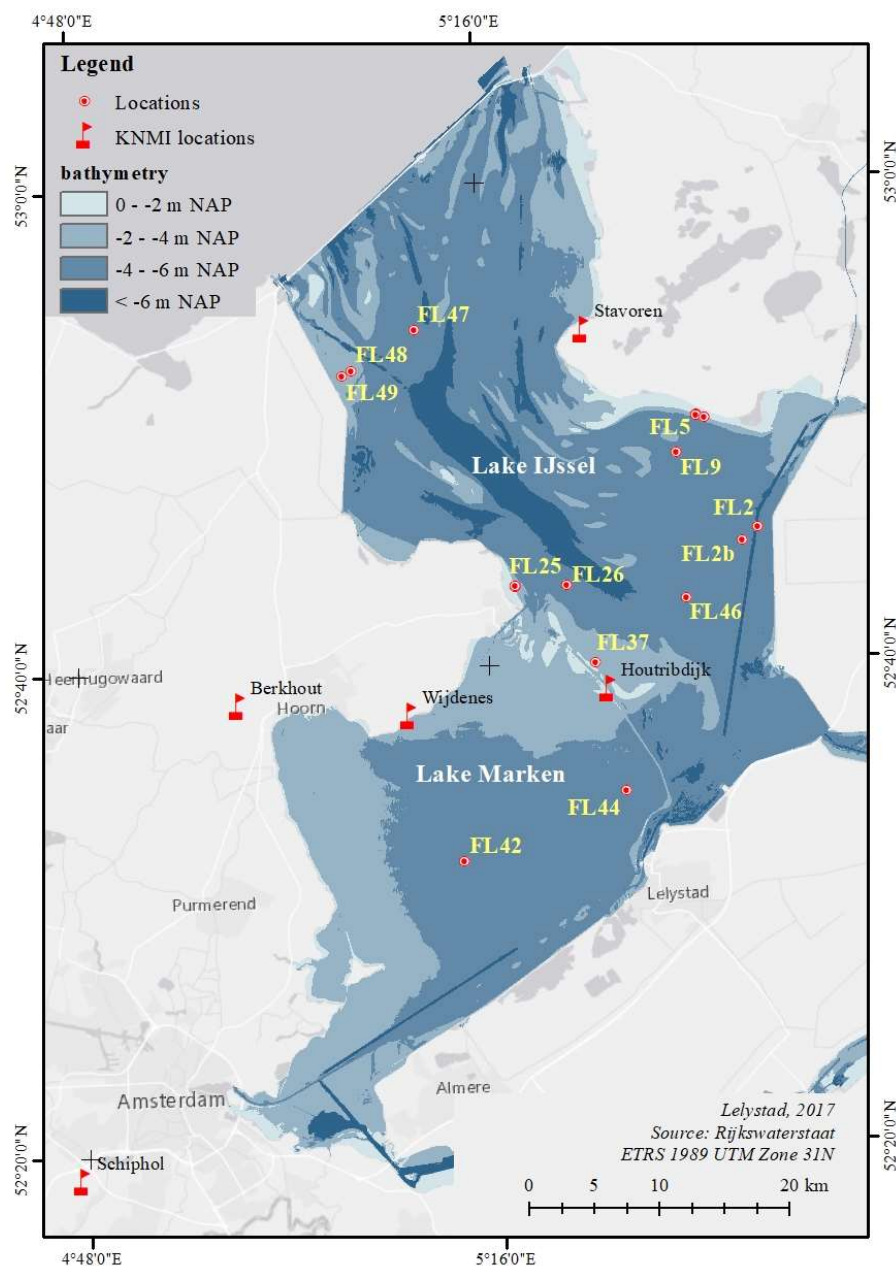 4°48'0"E
5°16'0"E
Legend
Locations
KNMI locations
bathymetry
0 - -2 m NAP
-2 - -4 m NAP
-4 - -6 m NAP
< -6 m NAP
53°0'0"N
53°0'0"N
Stavoren
FL47
FL48
FL49
FL5
Lake IJssel
FL9
FL2
FL2b
FL25
FL26
FL46
FL37
52°40'0"N
52°40'0"N
Heerhugowaard
Berkhout
Hoorn
Houtribdijk
Wijdenes
aar
Lake Marken
FL44
FL42
Lelystad
Purmerend
Almere
Amsterdam
Lelystad, 2017
Source: Rijkswaterstaat
ETRS 1989 UTM Zone 31N
52°20'0"N
52°20'0"N
Schiphol
0 5 10 20 km
4°48'0"E
5°16'0"E